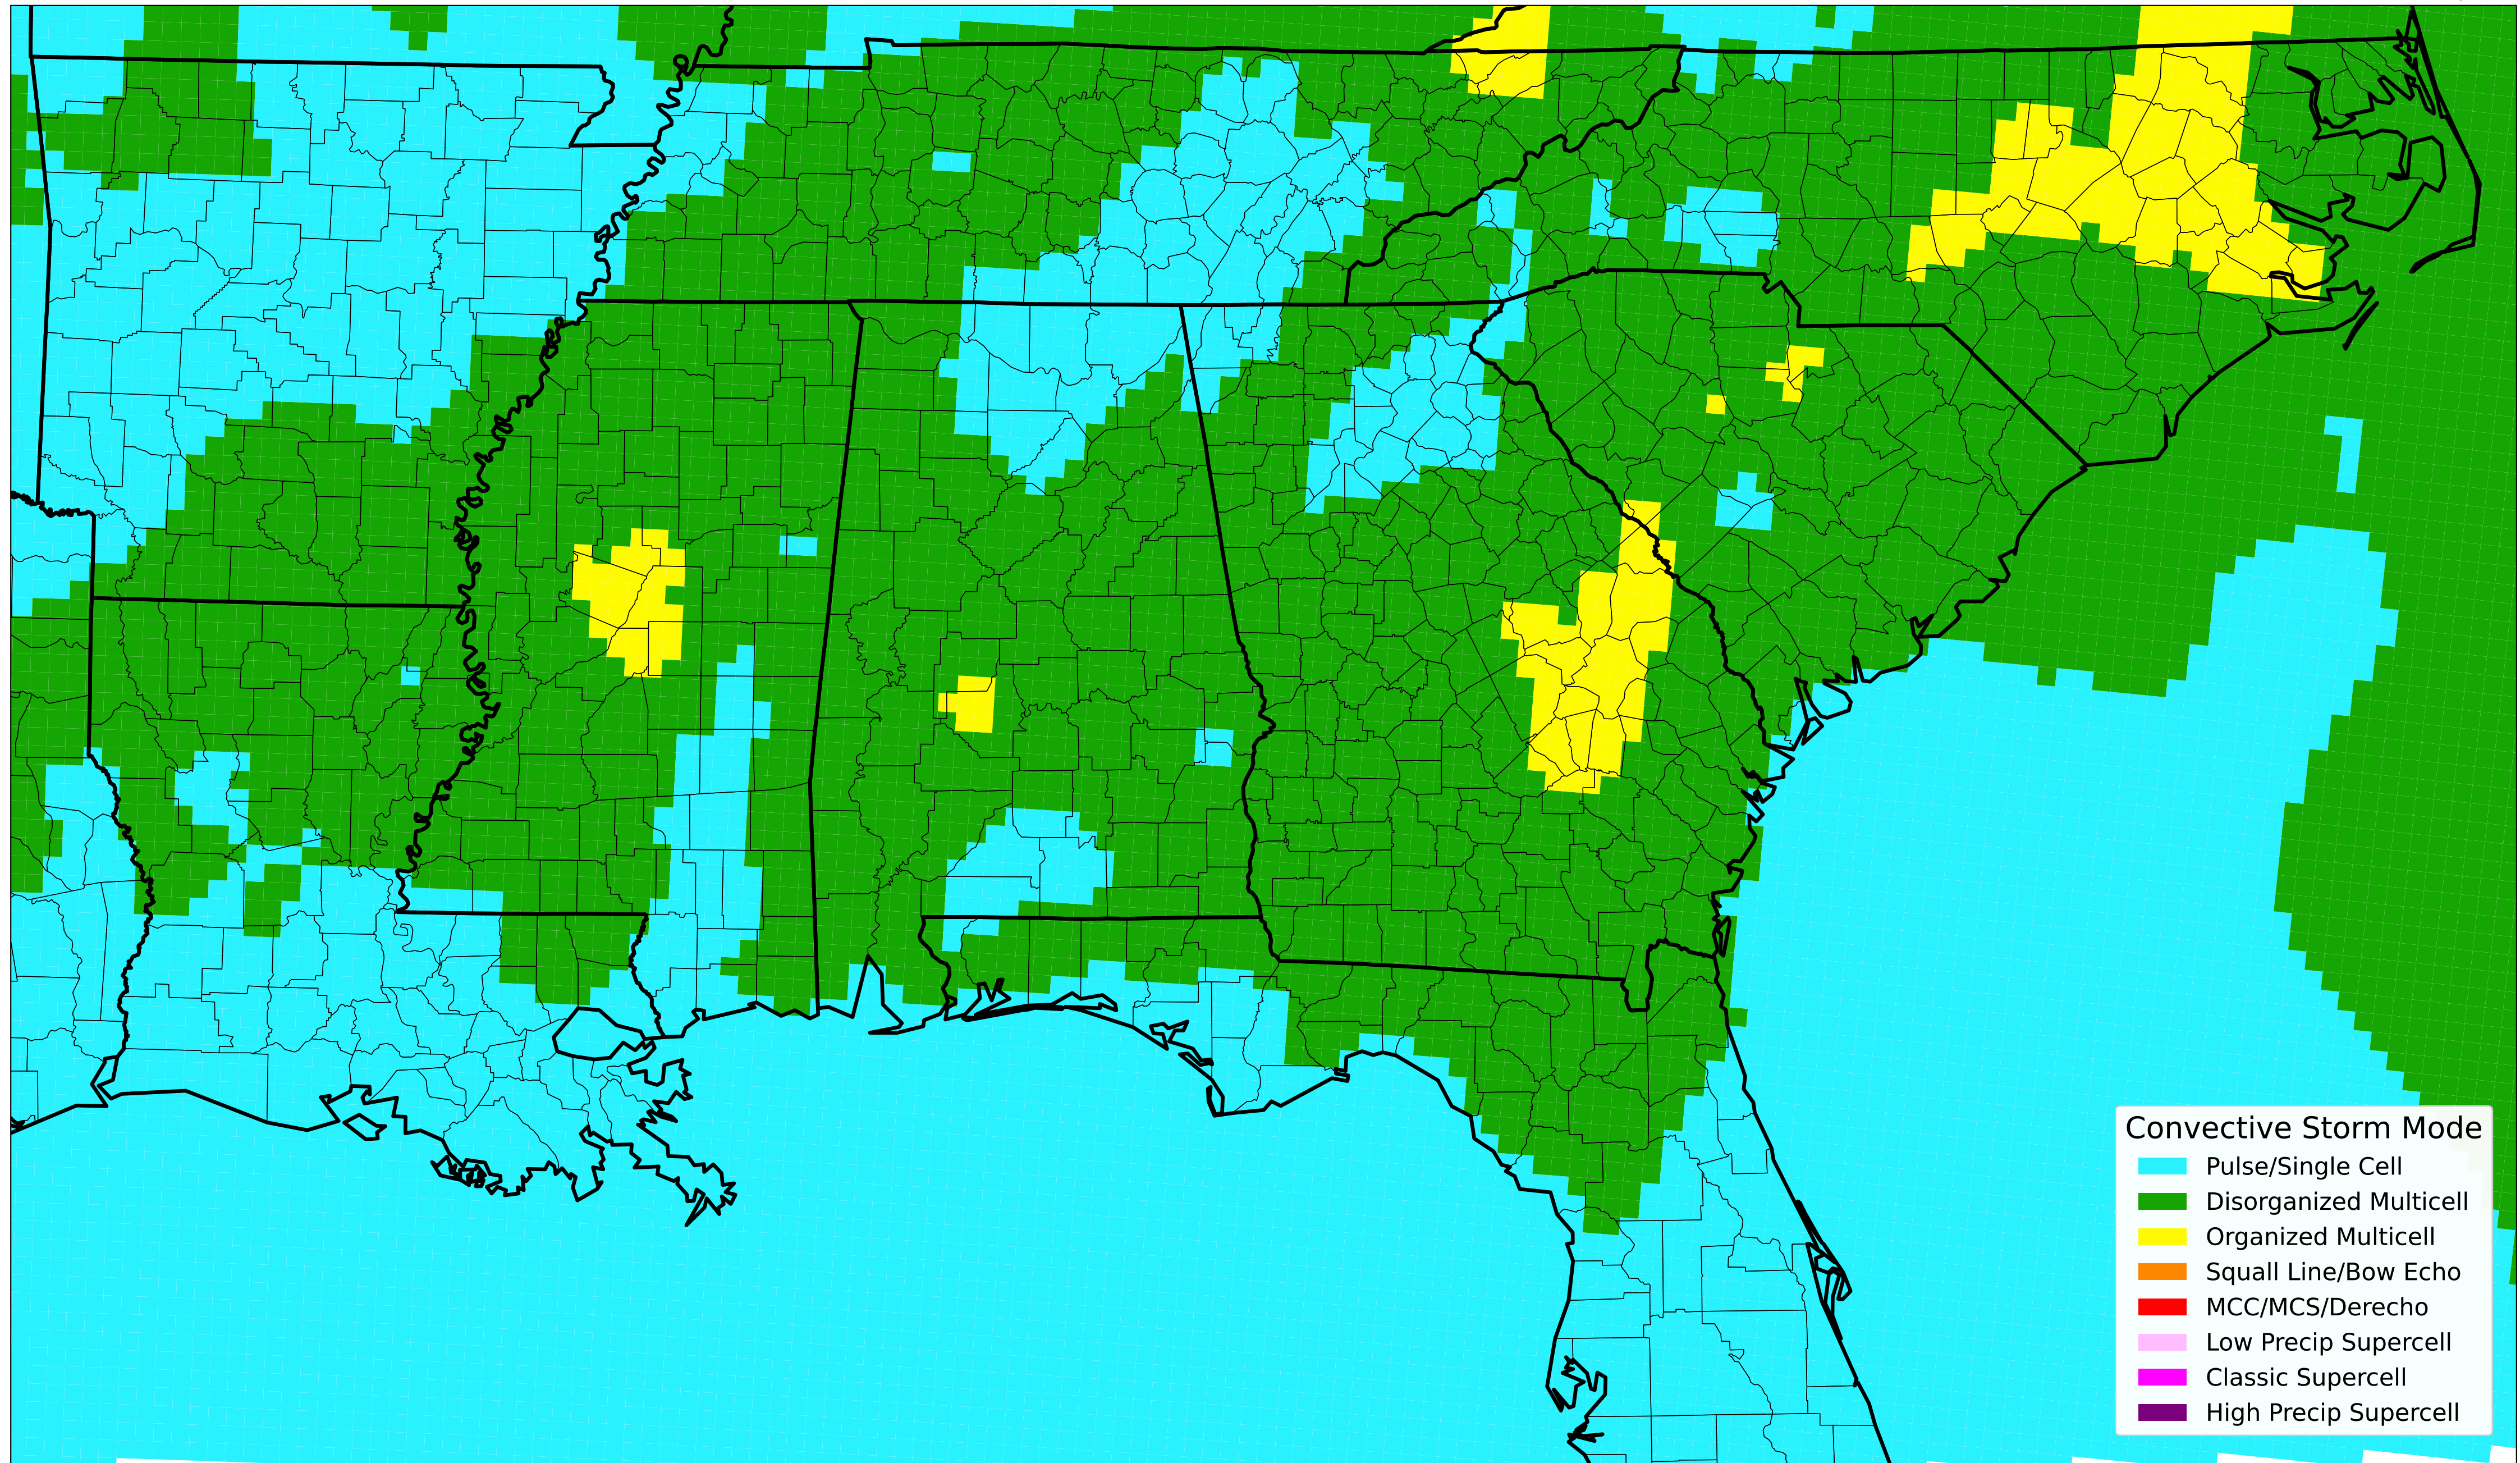 Convective Storm Mode
Pulse/Single Cell
Disorganized Multicell
Organized Multicell
Squall Line/Bow Echo
MCC/MCS/Derecho
Low Precip Supercell
Classic Supercell
High Precip Supercell